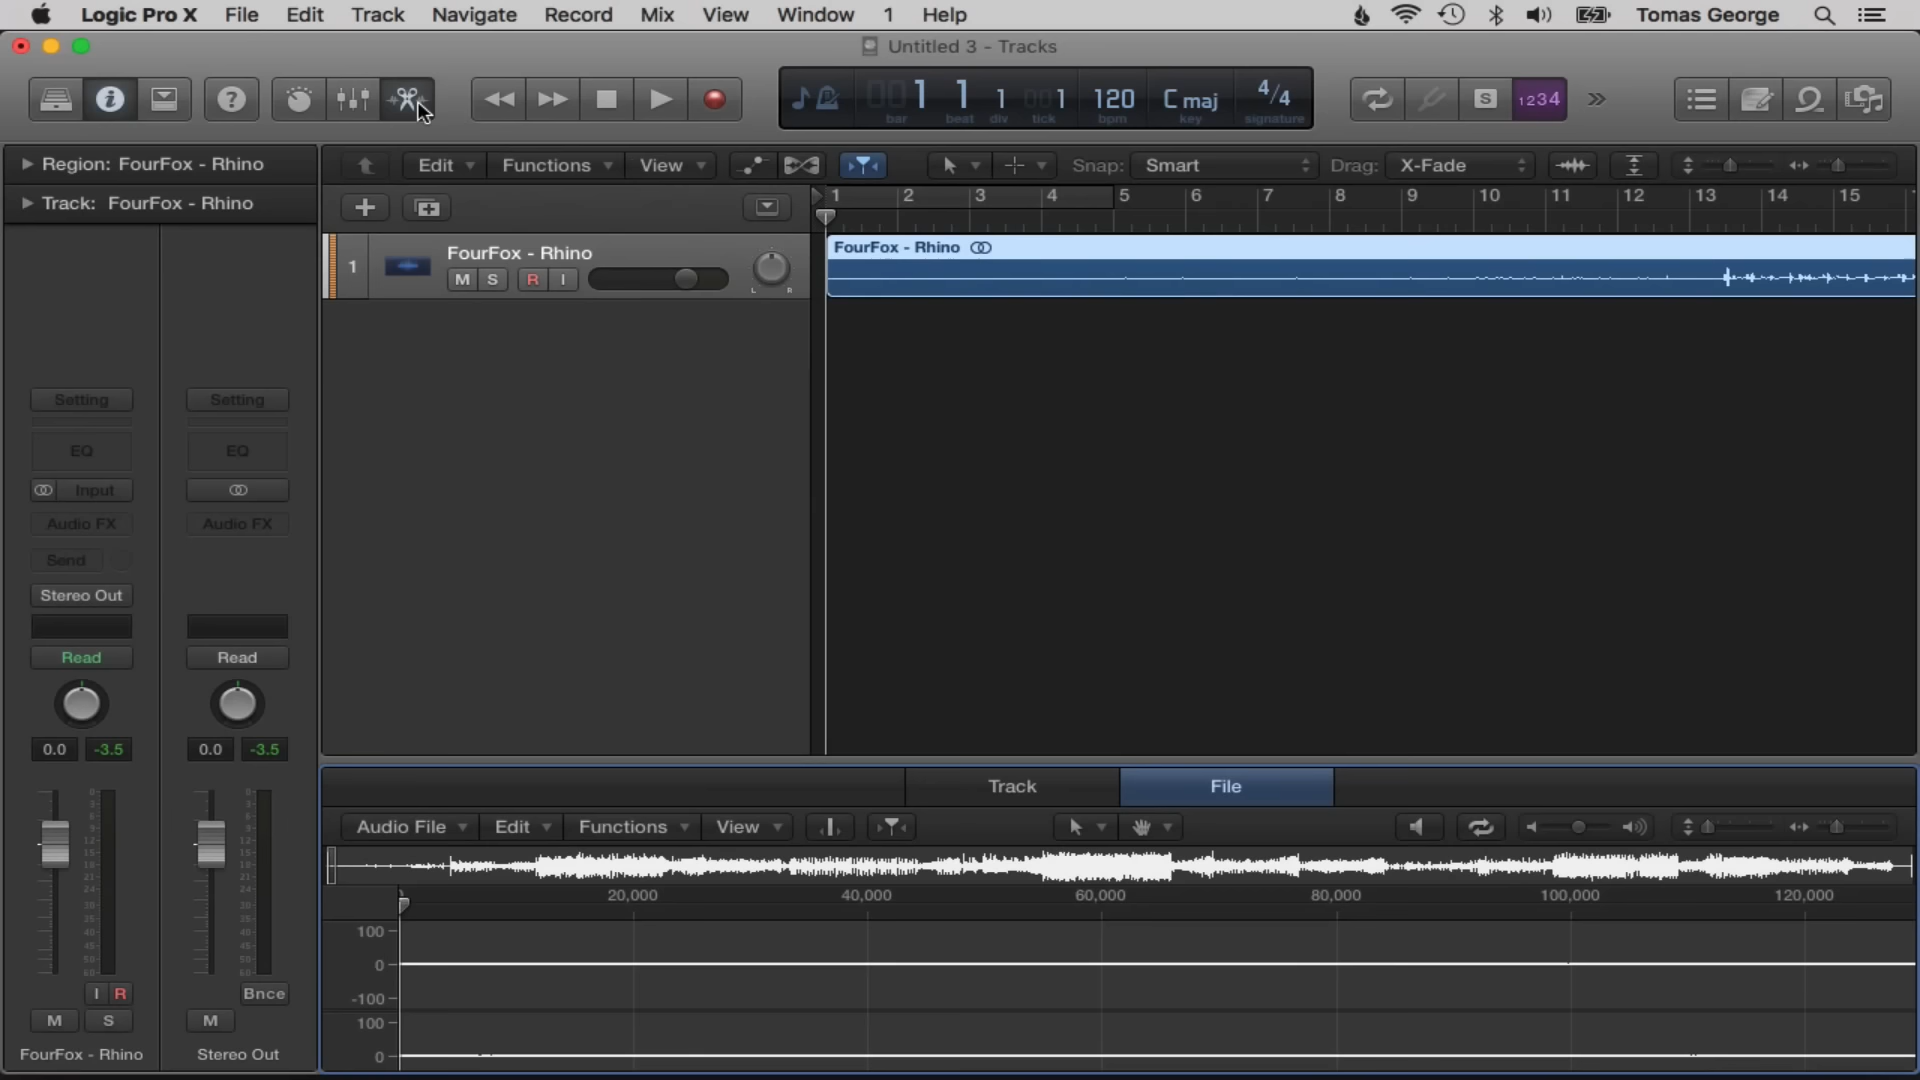 Logic Pro X File Edit Track Navigate Record Mix View Window 1 Help Tomas George
Untitled 3 - Tracks
1 1 1 1 120 C maj 4/4
bar beat div tick bpm key signature
S 1234
Region: FourFox - Rhino
Edit Functions View Snap: Smart Drag: X-Fade
Track: FourFox - Rhino
1 2 3 4 5 6 7 8 9 10 11 12 13 14 15
1 FourFox - Rhino
M S R I
L R
FourFox - Rhino
Setting Setting
EQ EQ
Input
Audio FX Audio FX
Send
Stereo Out
Read Read
0.0 -3.5 0.0 -3.5
I R Bnce
M S M
FourFox - Rhino Stereo Out
Track File
Audio File Edit Functions View
20,000 40,000 60,000 80,000 100,000 120,000
100
0
-100
100
0